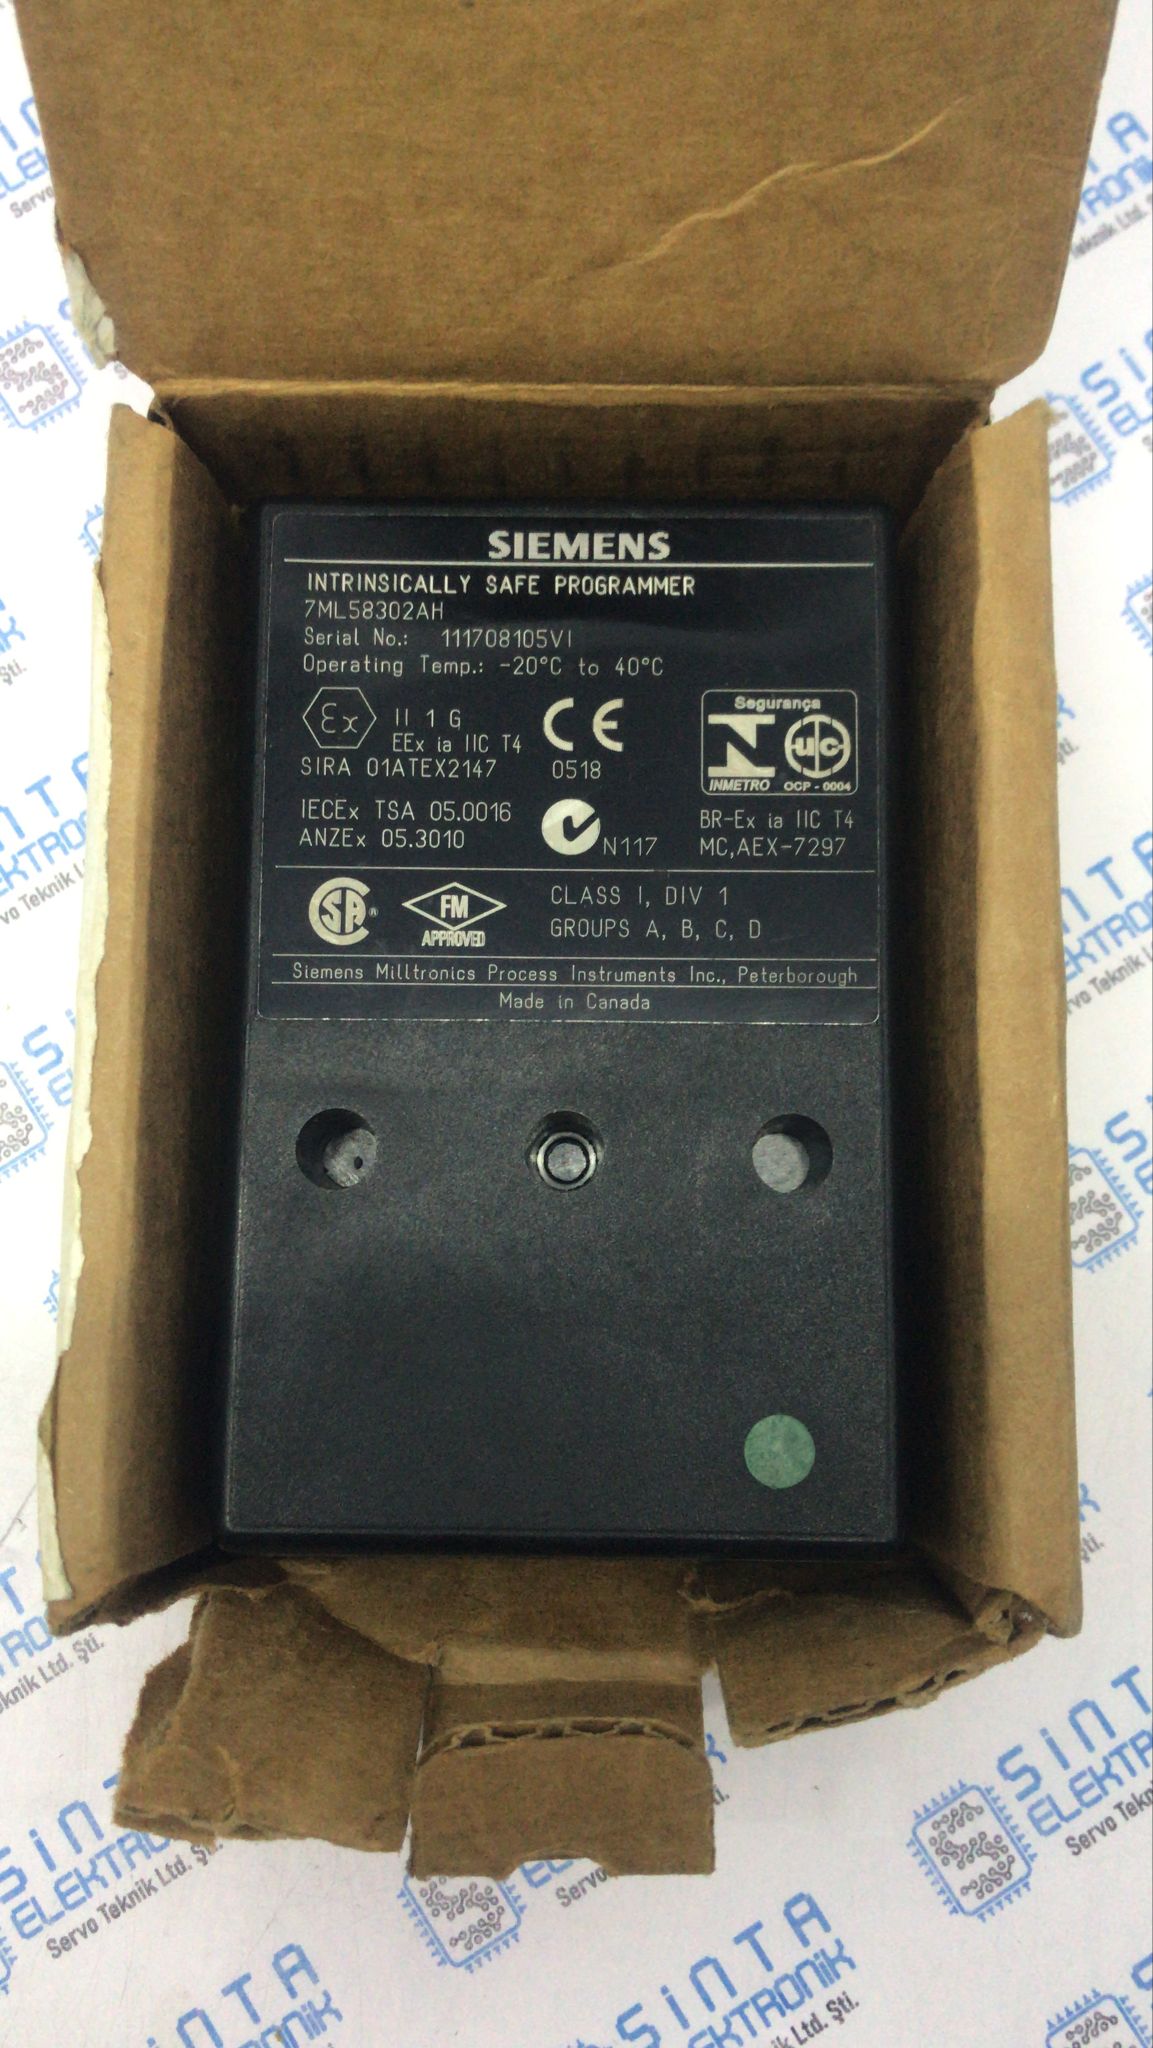 SIEMENS
INTRINSICALLY SAFE PROGRAMMER
7ML58302AH
Serial No.: 111708105VI
Operating Temp.: -20°C to 40°C
Ex II 1 G
EEx ia IIC T4
SIRA 01ATEX2147
CE
0518
Segurança
INMETRO
UC
OCP - 0004
IECEx TSA 05.0016
ANZEx 05.3010
N117
BR-Ex ia IIC T4
MC,AEX-7297
SA ®
FM
APPROVED
CLASS I, DIV 1
GROUPS A, B, C, D
Siemens Milltronics Process Instruments Inc., Peterborough
Made in Canada
SiNTA
ELEKTRONiK
Servo Teknik Ltd. Şti.